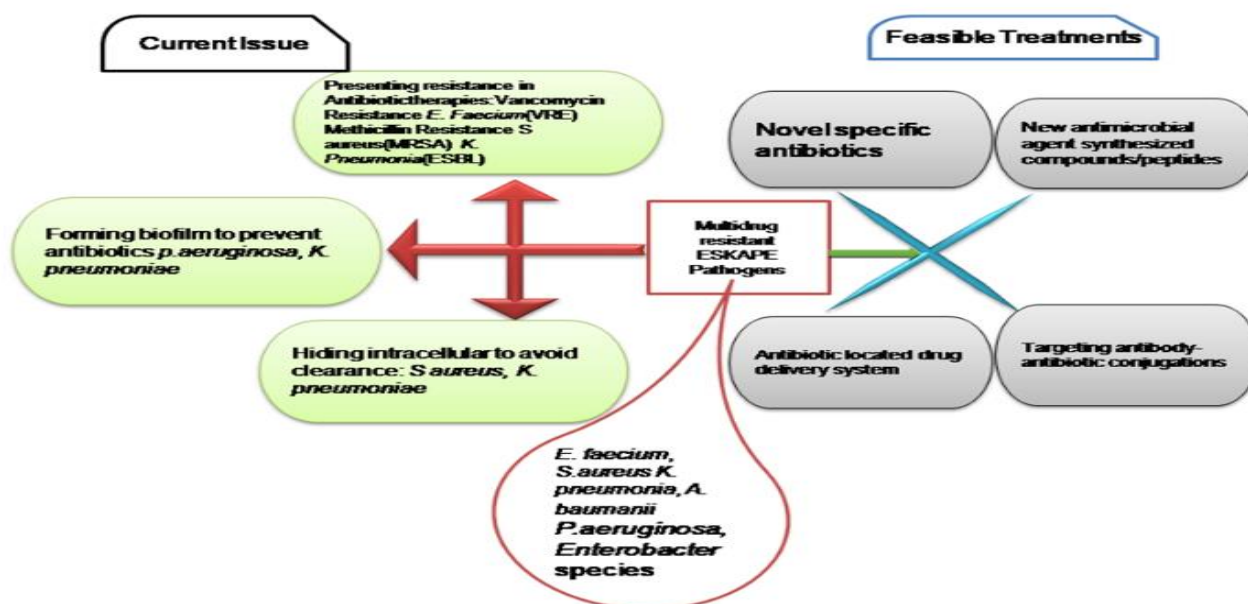 Current Issue
Feasible Treatments
Presenting resistance in
Antibiotictherapies: Vancomycin
Resistance E. Faecium(VRE)
Methicillin Resistance S
aureus(MRSA) K.
Pneumonia(ESBL)
Forming biofilm to prevent
antibiotics p.aeruginosa, K.
pneumoniae
Hiding intracellular to avoid
clearance: S aureus, K.
pneumoniae
Multidrug
resistant
ESKAPE
Pathogens
E. faecium,
S.aureus K.
pneumonia, A.
baumanii
P.aeruginosa,
Enterobacter
species
Novel specific
antibiotics
New antimicrobial
agent synthesized
compounds/peptides
Antibiotic located drug
delivery system
Targeting antibody-
antibiotic conjugations